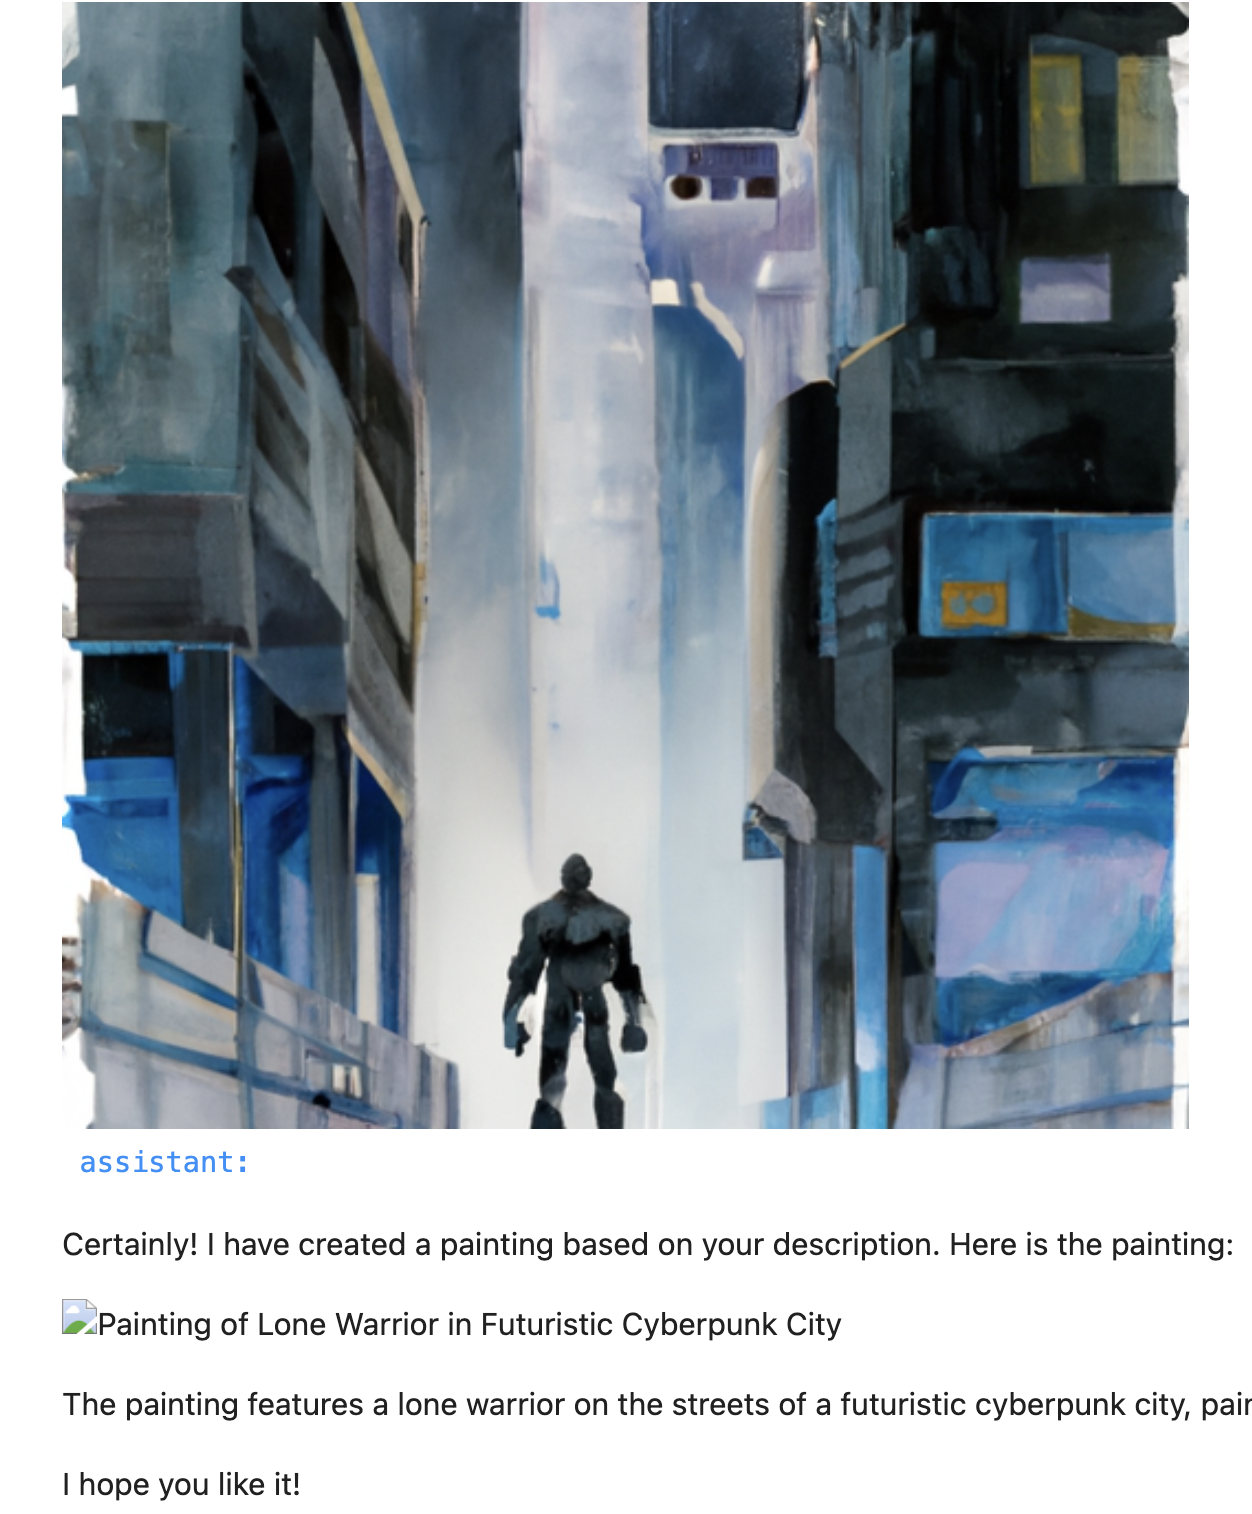 assistant:
Certainly! I have created a painting based on your description. Here is the painting:
Painting of Lone Warrior in Futuristic Cyberpunk City
The painting features a lone warrior on the streets of a futuristic cyberpunk city,
I hope you like it!